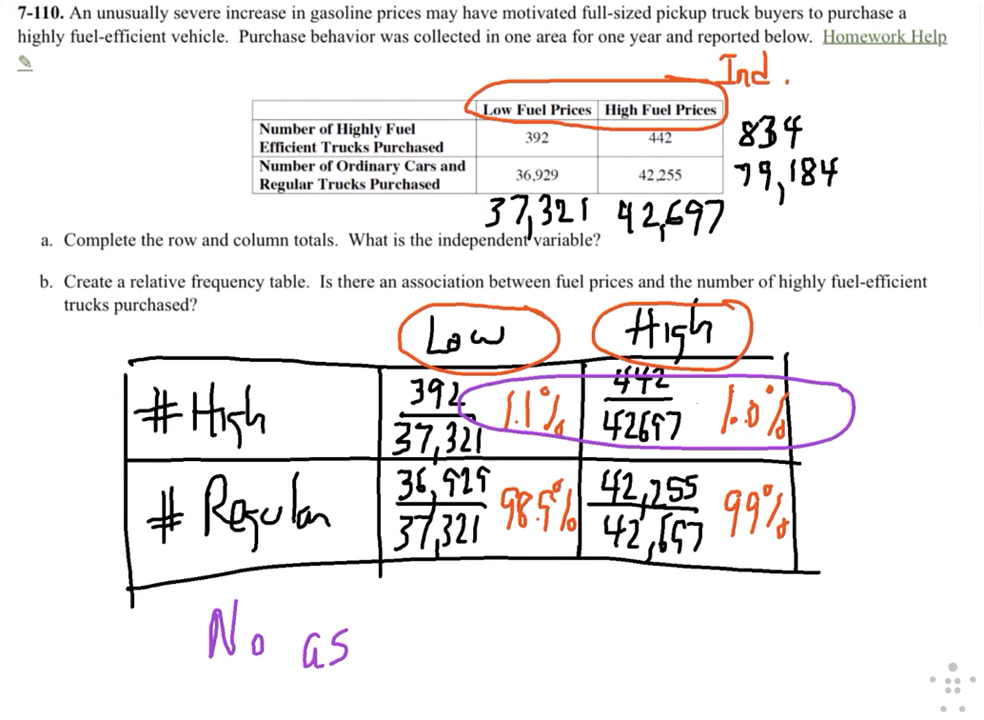 7-110. An unusually severe increase in gasoline prices may have motivated full-sized pickup truck buyers to purchase a
highly fuel-efficient vehicle. Purchase behavior was collected in one area for one year and reported below. Homework Help
Ind.
Low Fuel Prices High Fuel Prices
Number of Highly Fuel
Efficient Trucks Purchased 392 442 834
Number of Ordinary Cars and
Regular Trucks Purchased 36,929 42,255 79,184
37,321 42,697
a. Complete the row and column totals. What is the independent variable?
b. Create a relative frequency table. Is there an association between fuel prices and the number of highly fuel-efficient
trucks purchased?
Low High
# High 392/37,321 1.1% 442/42697 1.0%
# Regular 36,929/37,321 98.9% 42,255/42,697 99%
No as